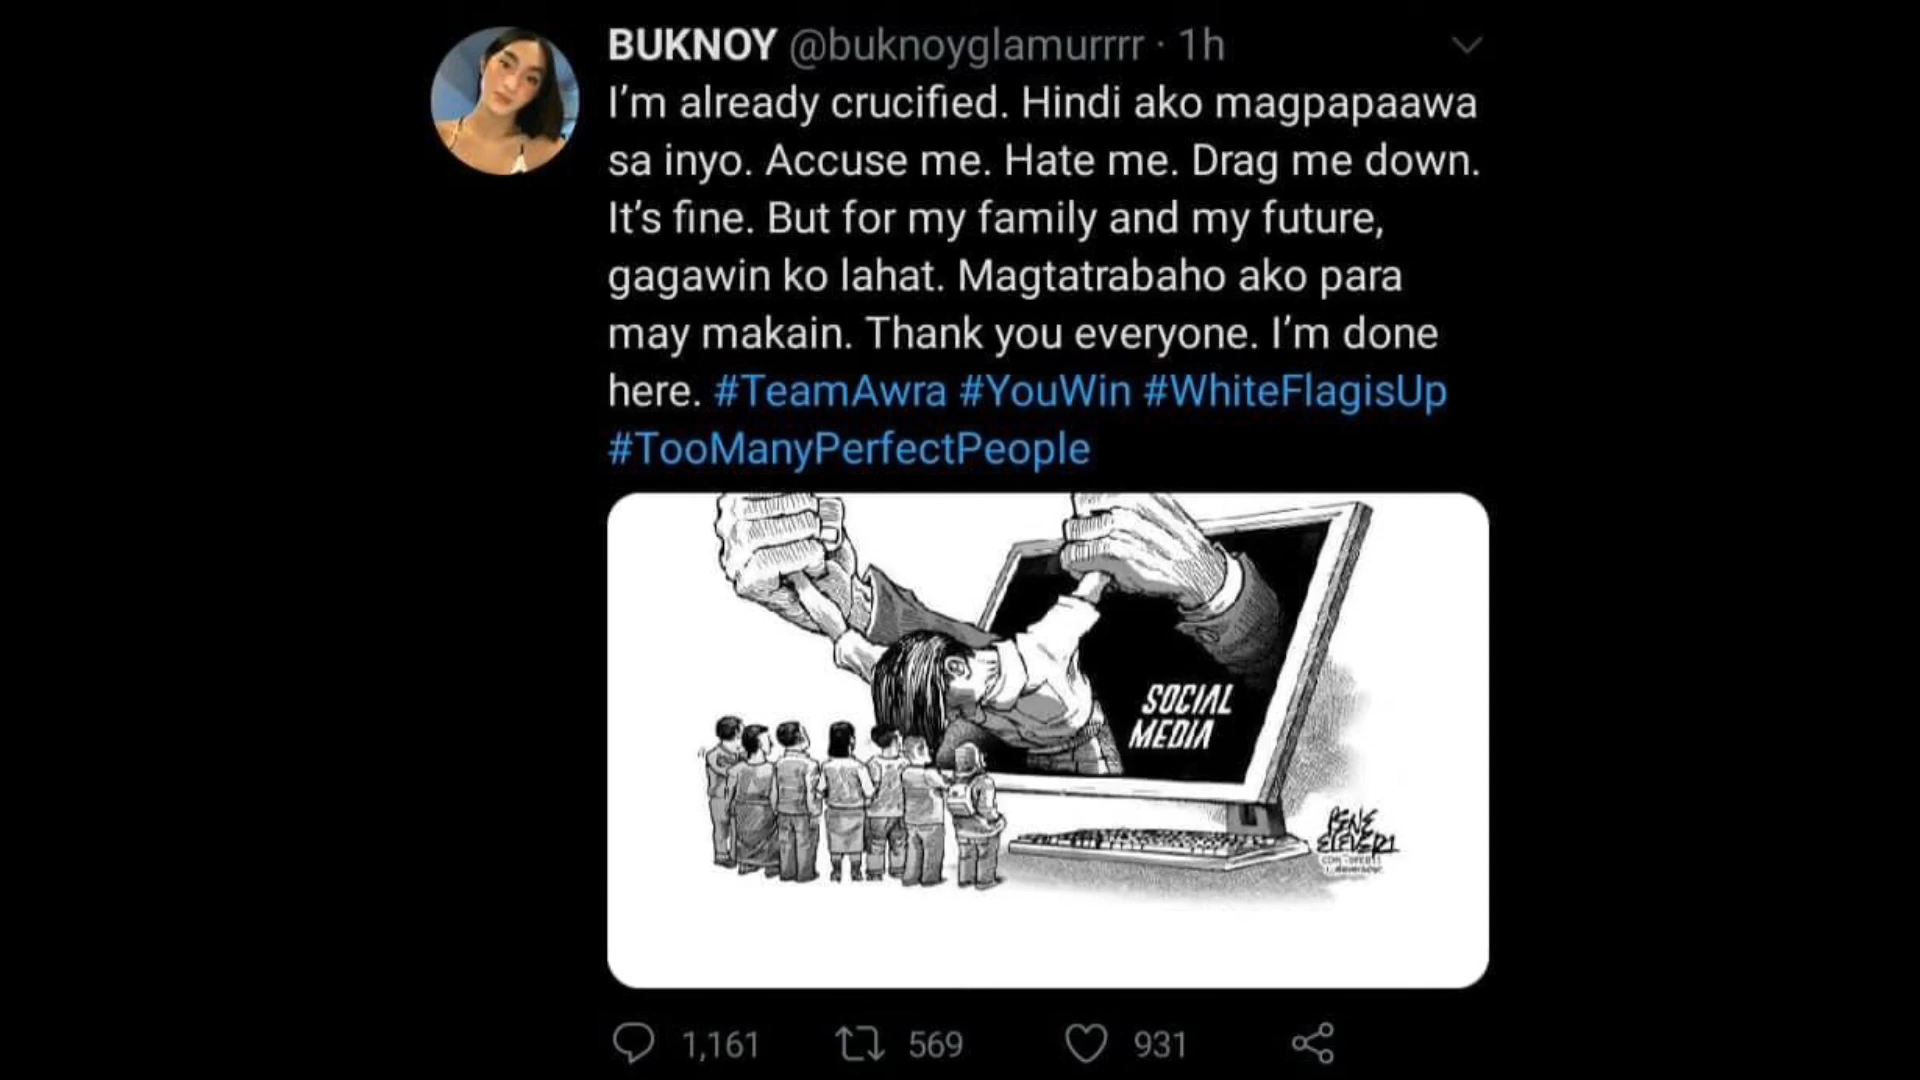 BUKNOY @buknoyglamurrrr · 1h
I'm already crucified. Hindi ako magpapaawa
sa inyo. Accuse me. Hate me. Drag me down.
It's fine. But for my family and my future,
gagawin ko lahat. Magtatrabaho ako para
may makain. Thank you everyone. I'm done
here. #TeamAwra #YouWin #WhiteFlagisUp
#TooManyPerfectPeople
SOCIAL
MEDIA
1,161 569 931